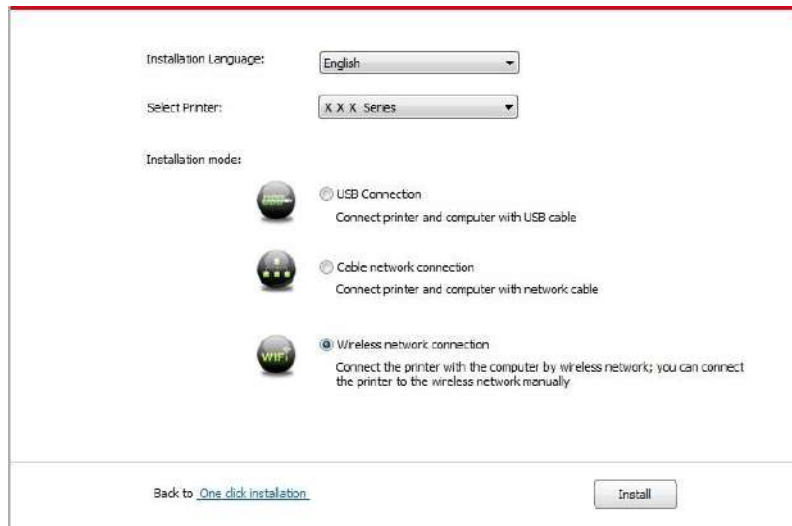 Installation Language:
English
Select Printer:
X X X Series
Installation mode:
USB Connection
Connect printer and computer with USB cable
Cable network connection
Connect printer and computer with network cable
WiFi
Wireless network connection
Connect the printer with the computer by wireless network; you can connect
the printer to the wireless network manually
Back to One click installation
Install